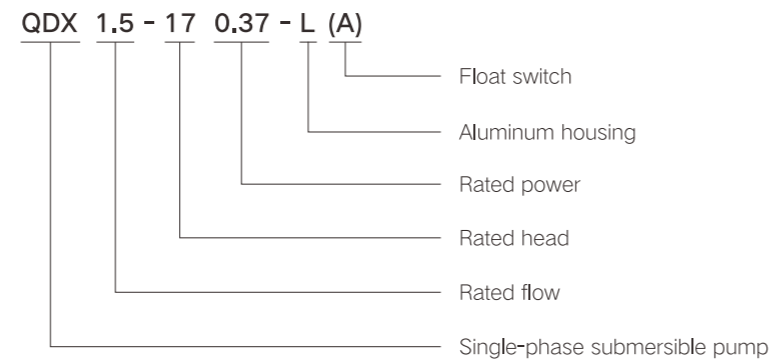 QDX 1.5 - 17 0.37 - L (A)
Float switch
Aluminum housing
Rated power
Rated head
Rated flow
Single-phase submersible pump